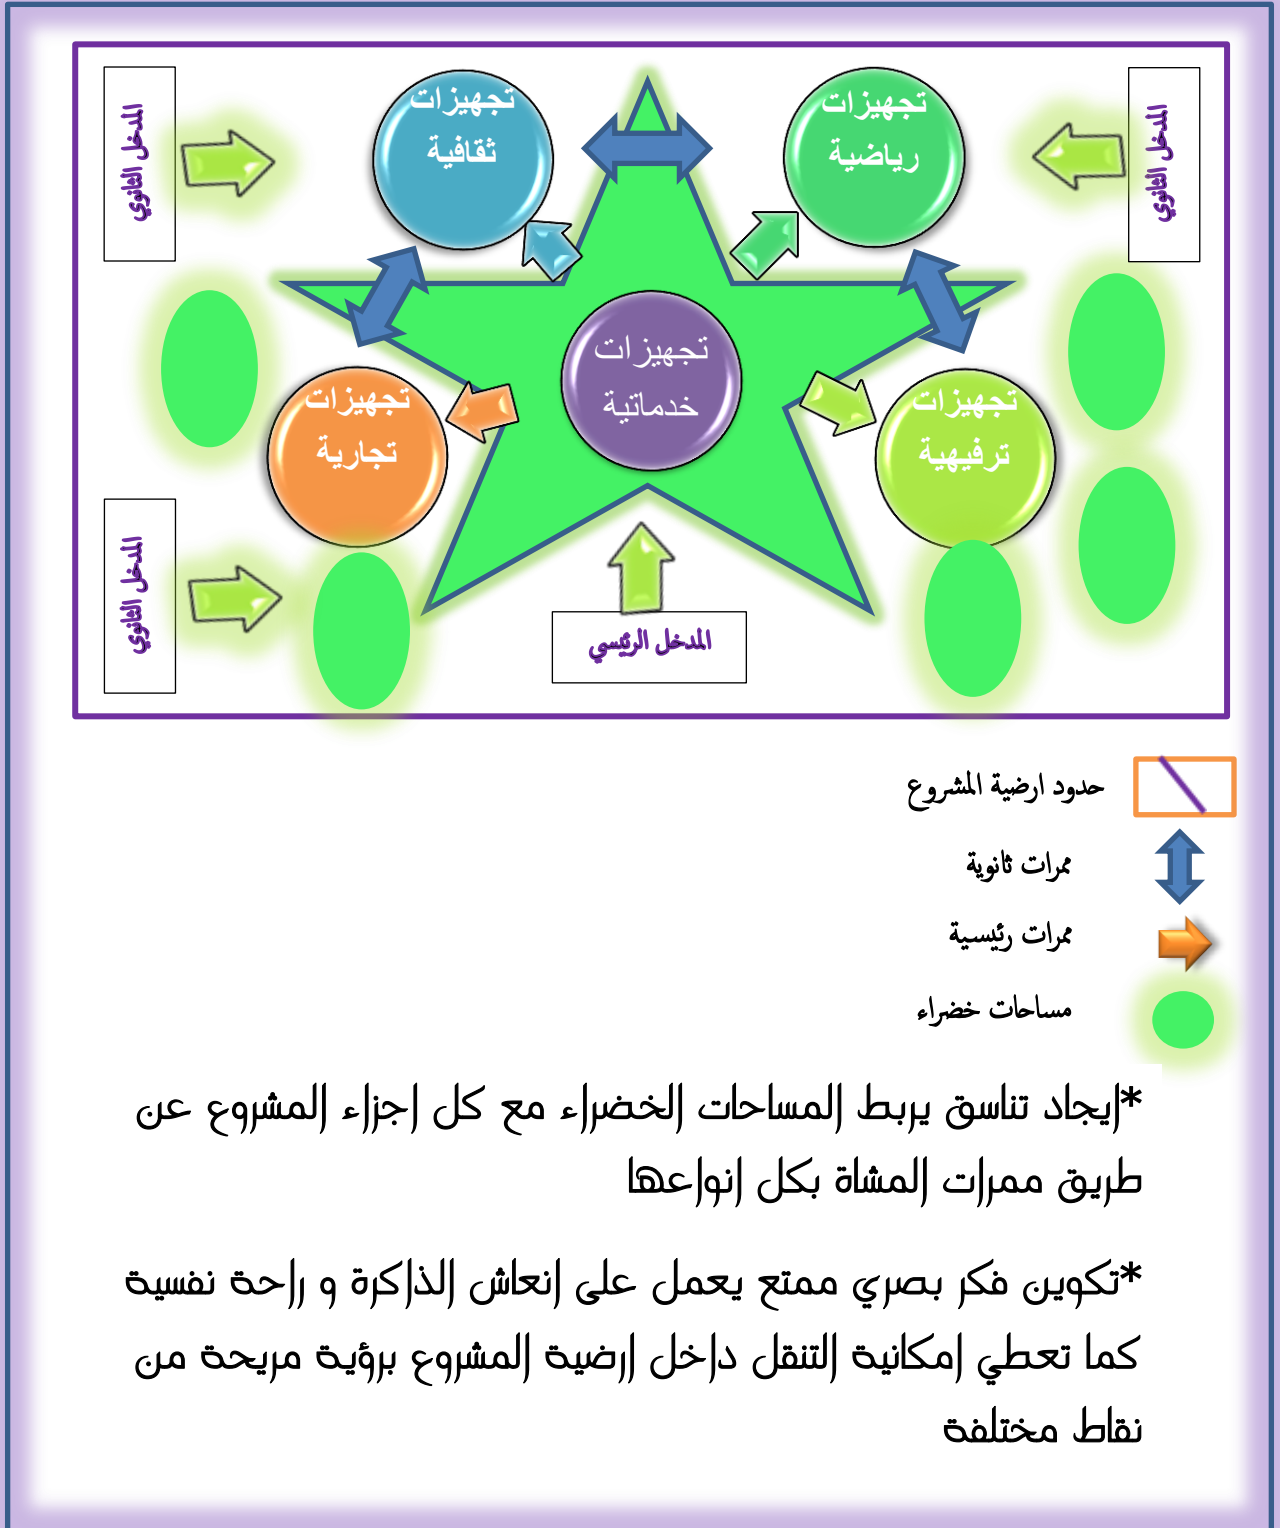 المدخل الثانوي
تجهيزات
رياضية
تجهيزات
ثقافية
المدخل الثانوي
تجهيزات
خدماتية
تجهيزات
ترفيهية
تجهيزات
تجارية
المدخل الثانوي
المدخل الرئيسي
حدود ارضية المشروع
ممرات ثانوية
ممرات رئيسية
مساحات خضراء
*إيجاد تناسق يربط المساحات الخضراء مع كل اجزاء المشروع عن
طريق ممرات المشاة بكل انواعها
*تكوين فكر بصري ممتع يعمل على إنعاش الذاكرة و راحة نفسية
كما تعطي إمكانية التنقل داخل ارضية المشروع برؤية مريحة من
نقاط مختلفة